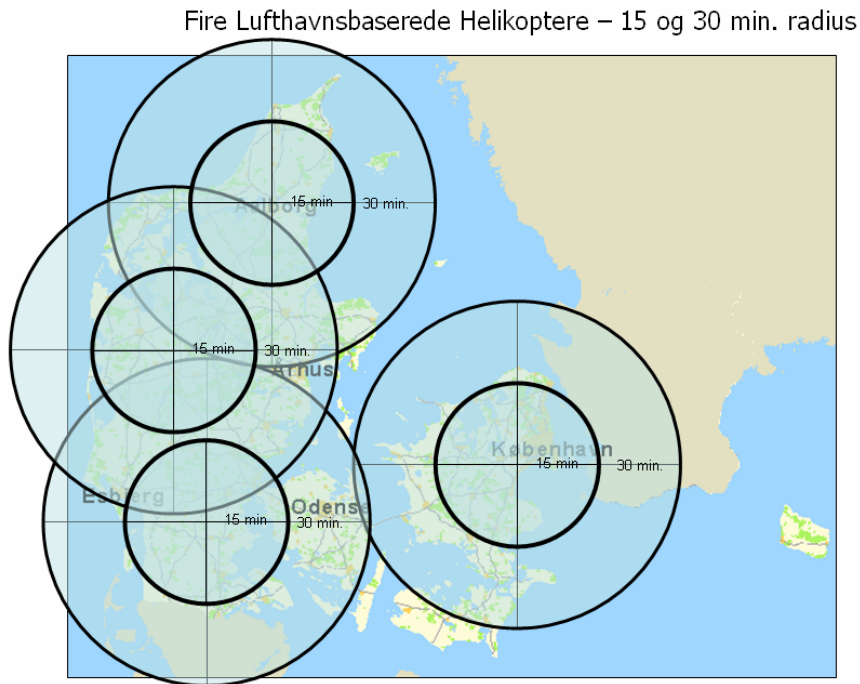 Fire Lufthavnsbaserede Helikoptere – 15 og 30 min. radius
Aalborg
15 min
30 min.
15 min
30 min.
Århus
København
15 min
30 min.
Esbjerg
Odense
15 min
30 min.